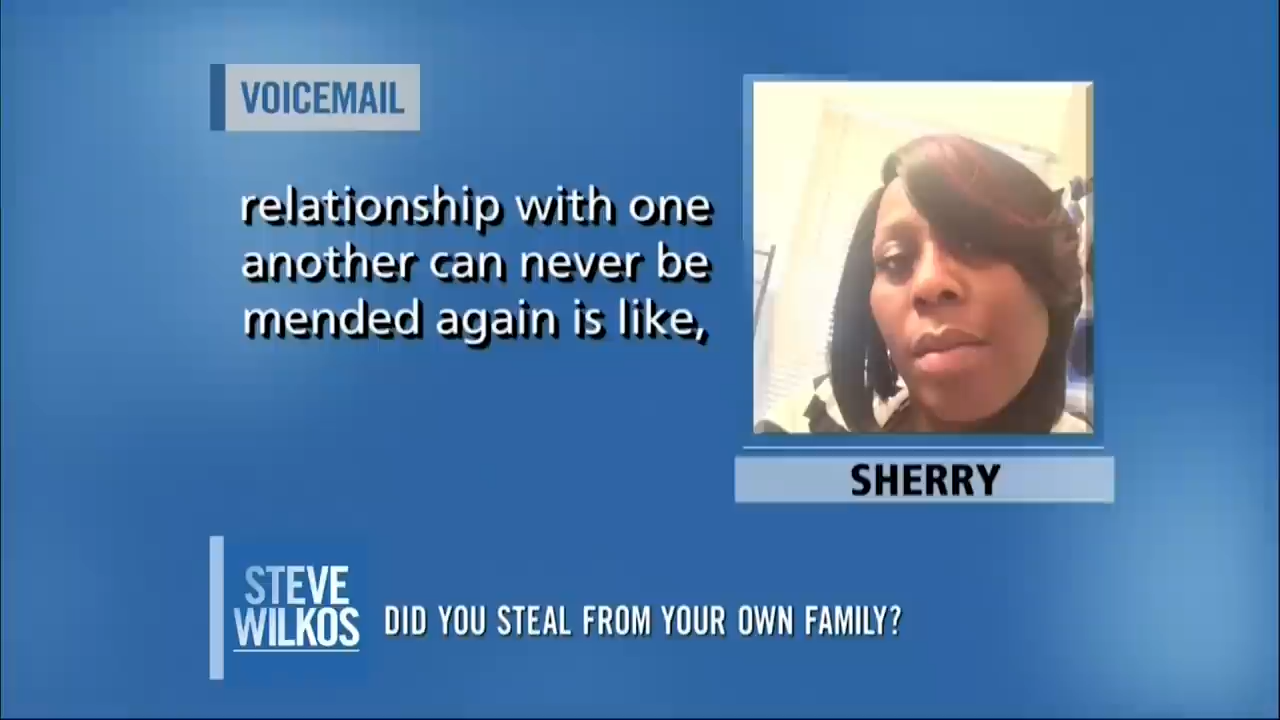 VOICEMAIL
relationship with one
another can never be
mended again is like,
SHERRY
STEVE
WILKOS
DID YOU STEAL FROM YOUR OWN FAMILY?